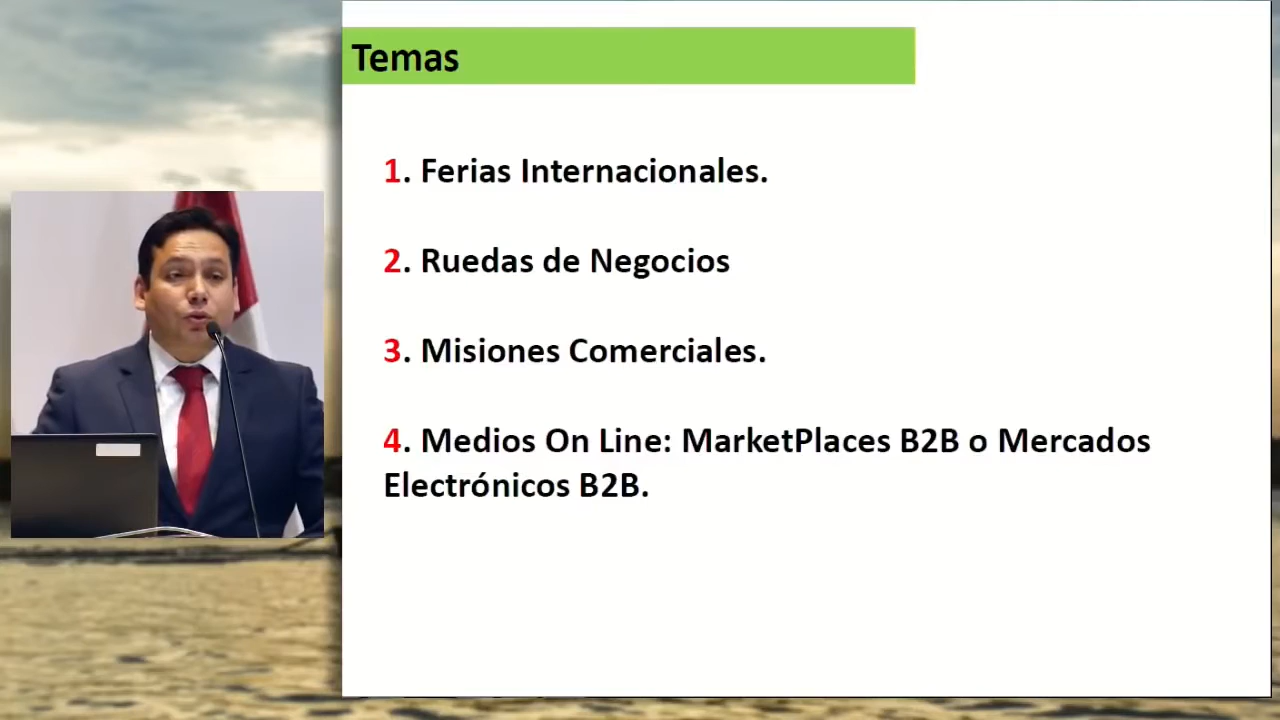 Temas
1. Ferias Internacionales.
2. Ruedas de Negocios
3. Misiones Comerciales.
4. Medios On Line: MarketPlaces B2B o Mercados
Electrónicos B2B.